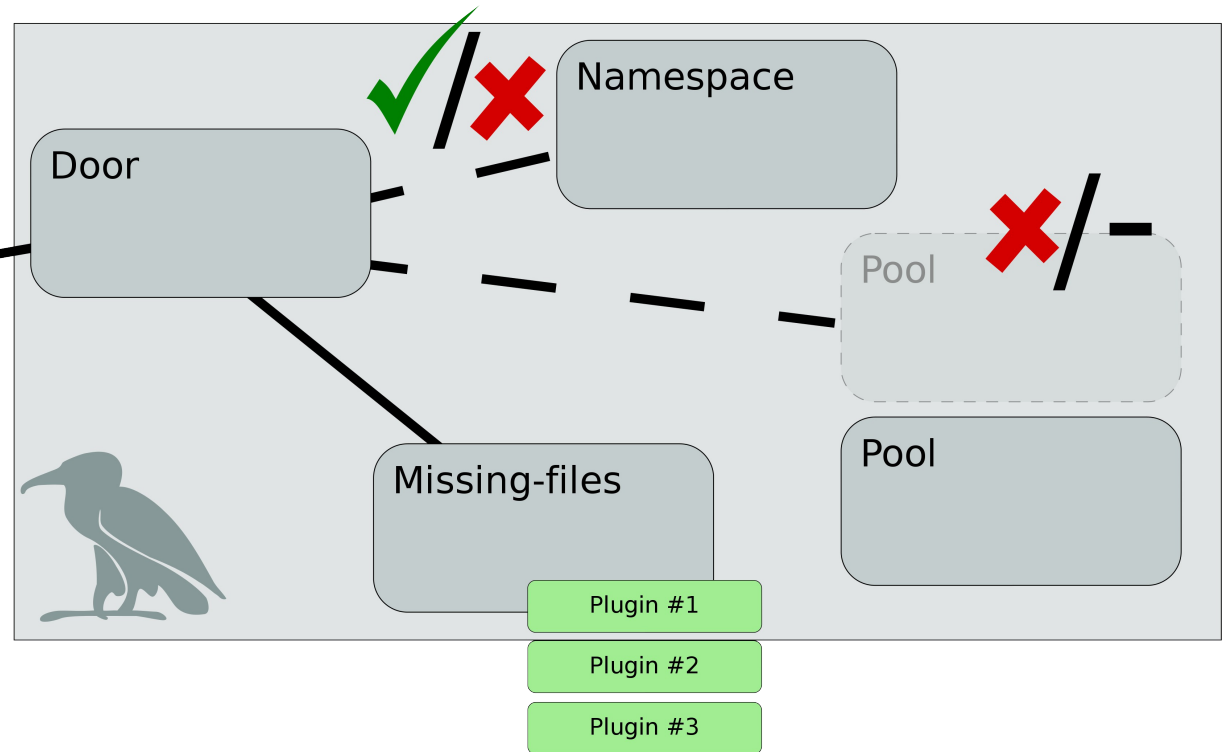 Namespace
Door
Pool
Pool
Missing-files
Plugin #1
Plugin #2
Plugin #3